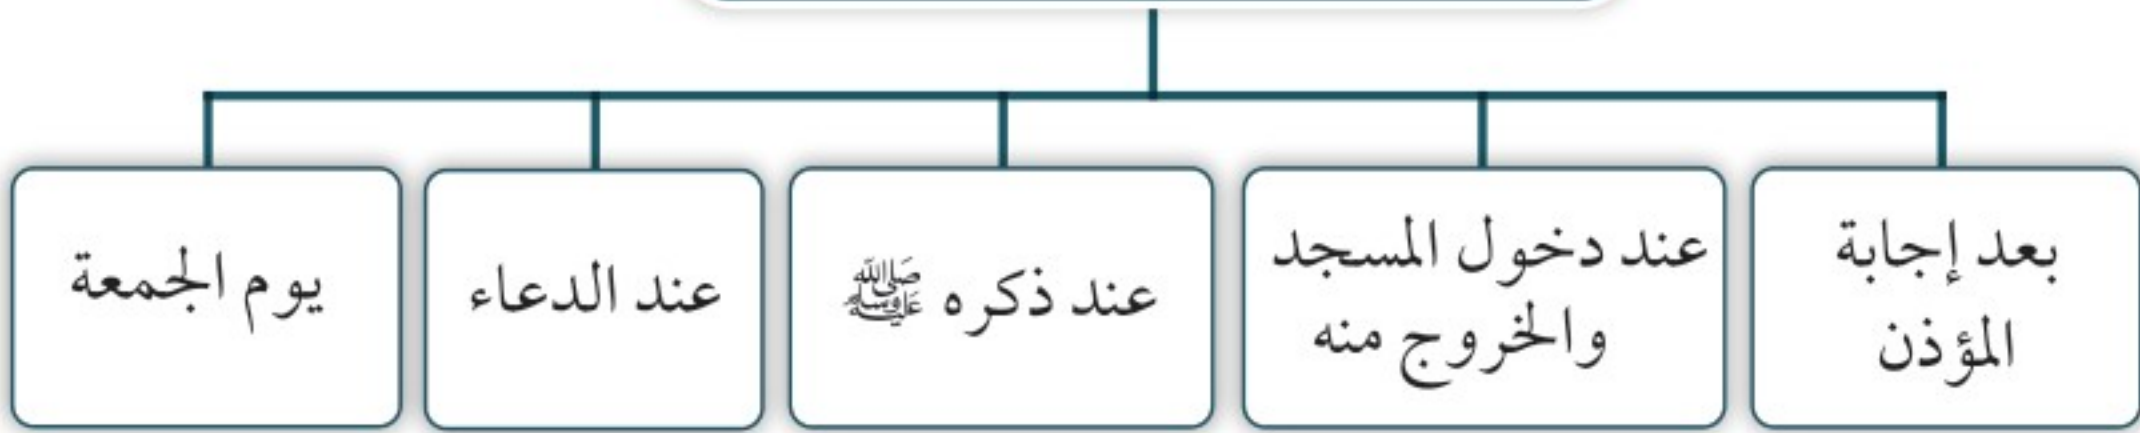 بعد إجابة
المؤذن
عند دخول المسجد
والخروج منه
عند ذكره ﷺ
عند الدعاء
يوم الجمعة